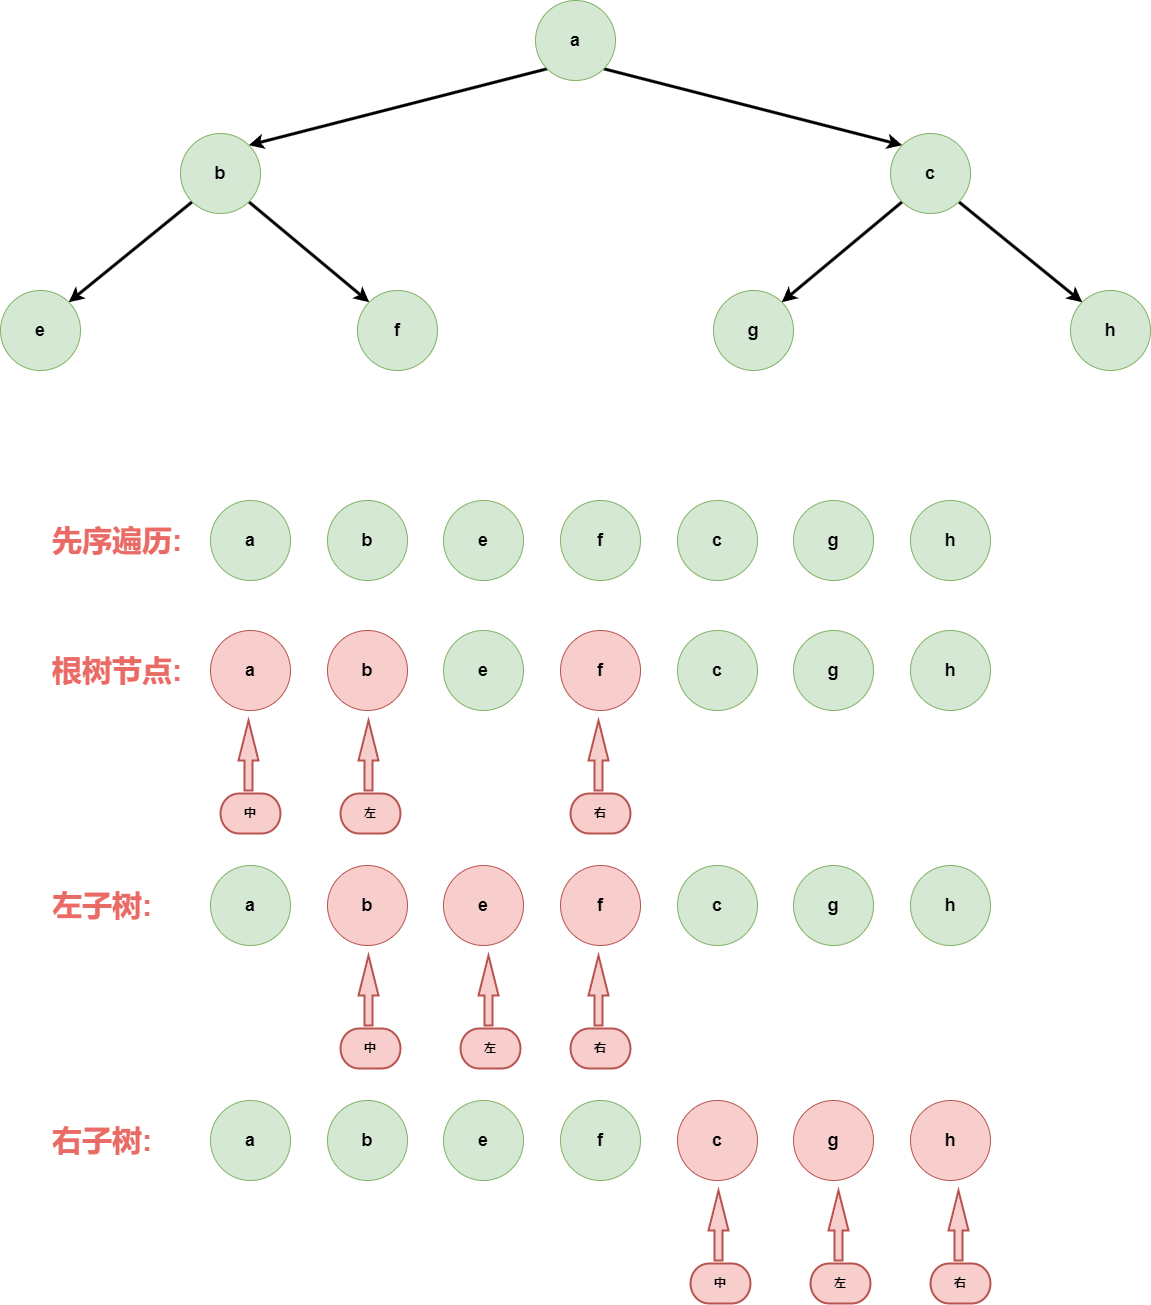 a
b c
e f g h
先序遍历: a b e f c g h
根树节点: a b e f c g h
中 左 右
左子树: a b e f c g h
中 左 右
右子树: a b e f c g h
中 左 右